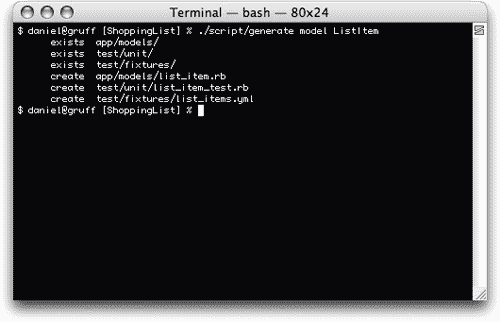 Terminal — bash — 80x24
$ daniel@gruff [ShoppingList] % ./script/generate model ListItem
exists app/models/
exists test/unit/
exists test/fixtures/
create app/models/list_item.rb
create test/unit/list_item_test.rb
create test/fixtures/list_items.yml
$ daniel@gruff [ShoppingList] %